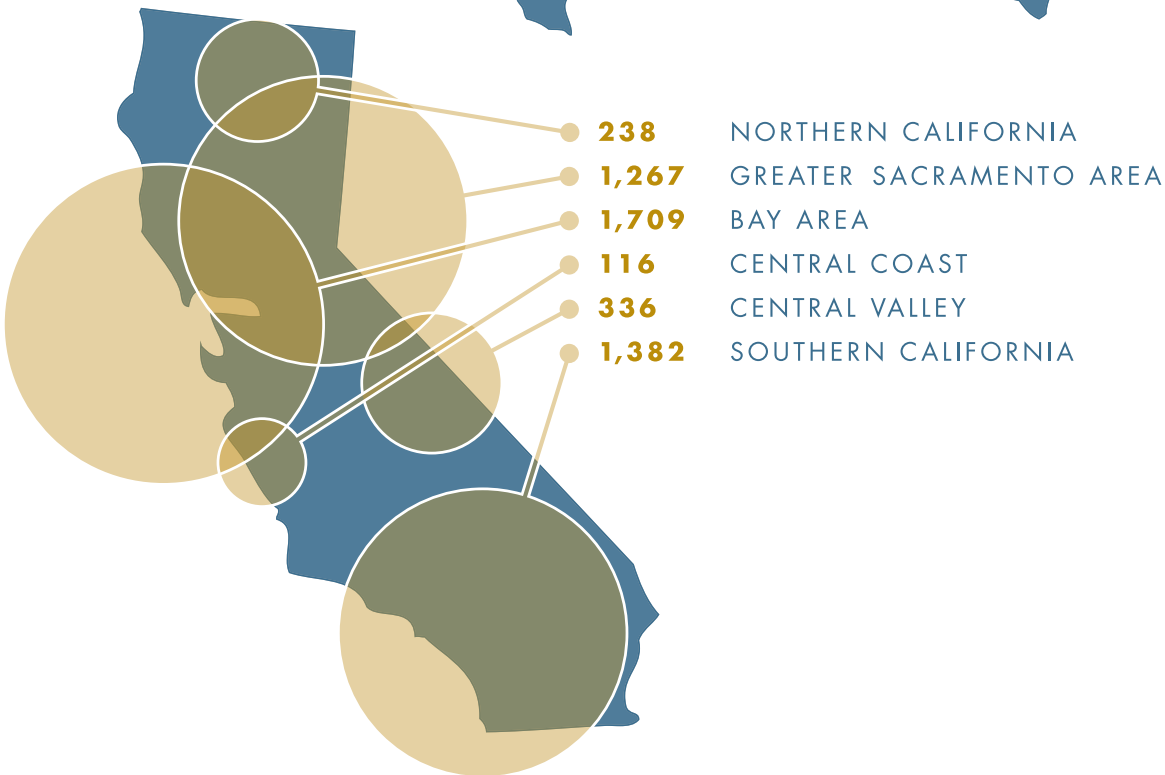 238 NORTHERN CALIFORNIA
1,267 GREATER SACRAMENTO AREA
1,709 BAY AREA
116 CENTRAL COAST
336 CENTRAL VALLEY
1,382 SOUTHERN CALIFORNIA